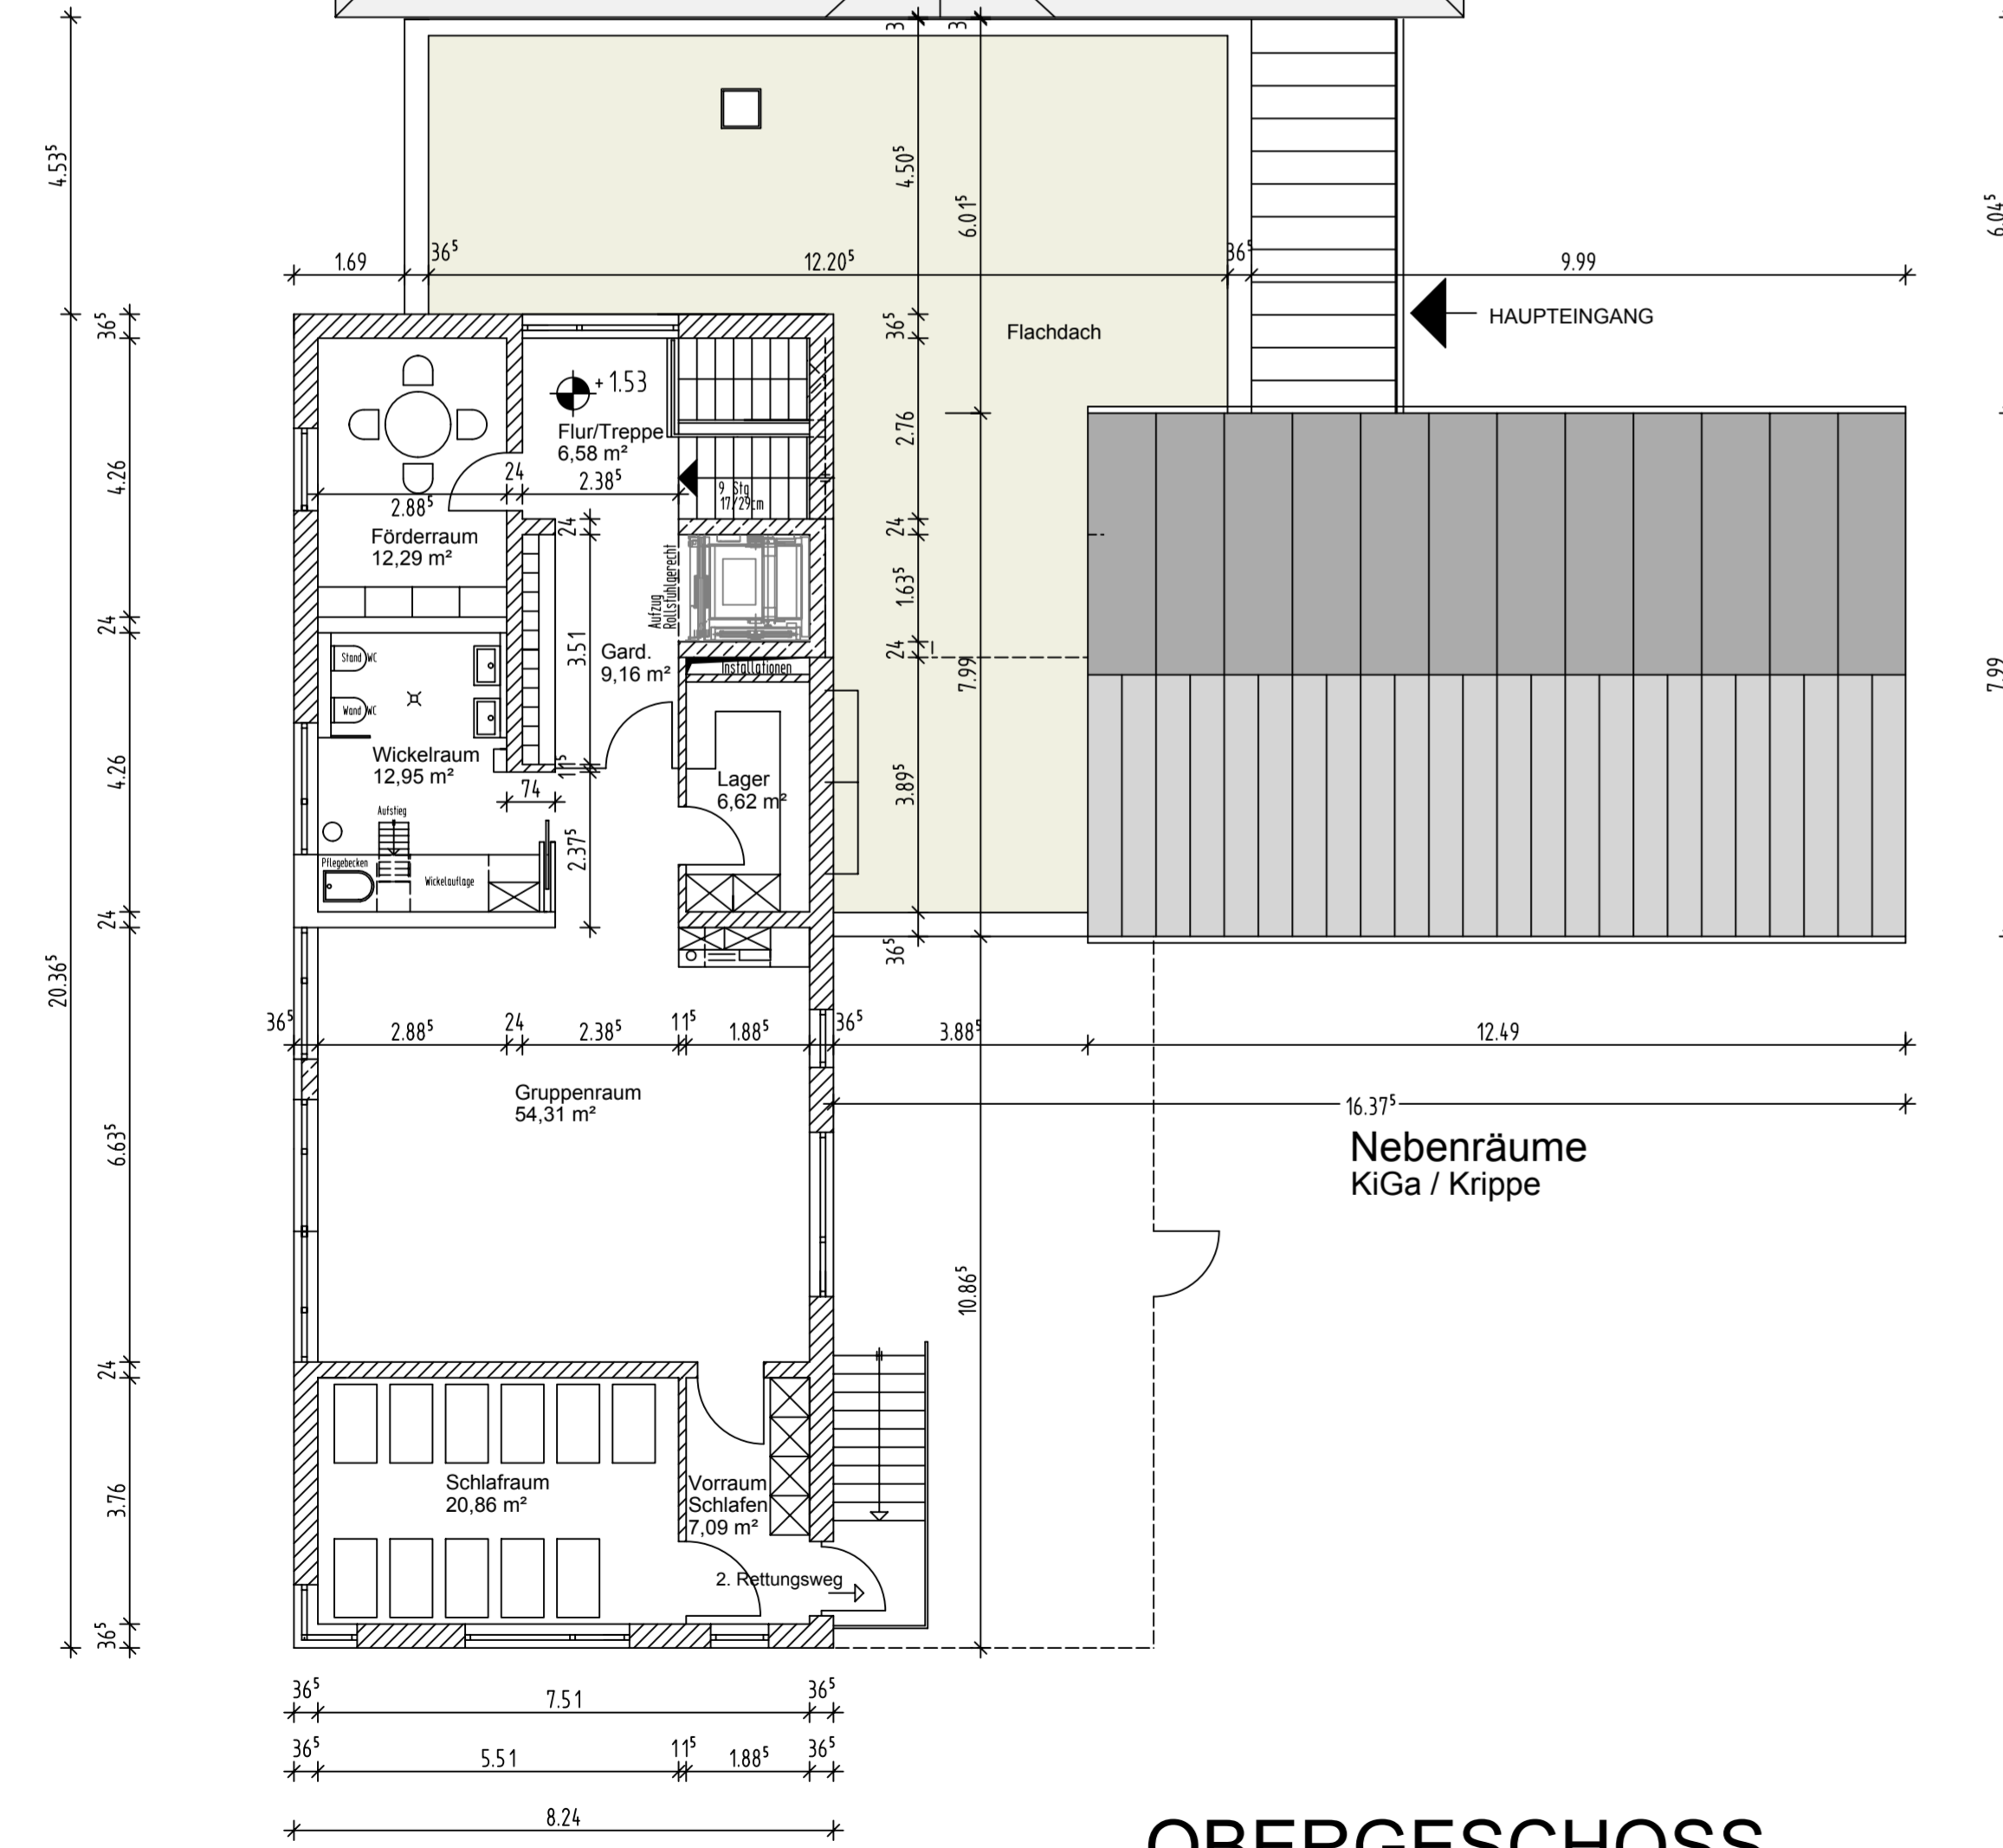 3
3
4.53⁵
4.50⁵
6.01⁵
6.04⁵
1.69
36⁵
12.20⁵
36⁵
9.99
HAUPTEINGANG
36⁵
36⁵
Flachdach
+ 1.53
Flur/Treppe
6,58 m²
2.76
4.26
24
2.38⁵
9 Stg
17/29cm
2.88⁵
Förderraum
12,29 m²
24
24
1.63⁵
Aufzug
Rollstuhlgerecht
24
24
3.51
Gard.
9,16 m²
Installationen
7.99
7.99
Stand WC
Wand WC
Wickelraum
12,95 m²
4.26
11⁵
74
Lager
6,62 m²
3.89⁵
Aufstieg
2.37⁵
Pflegebecken
Wickelauflage
24
36⁵
20.36⁵
36⁵
2.88⁵
24
2.38⁵
11⁵
1.88⁵
36⁵
3.88⁵
12.49
Gruppenraum
54,31 m²
16.37⁵
Nebenräume
KiGa / Krippe
6.63⁵
10.86⁵
24
Schlafraum
20,86 m²
Vorraum
Schlafen
7,09 m²
3.76
2. Rettungsweg
36⁵
36⁵
7.51
36⁵
36⁵
5.51
11⁵
1.88⁵
36⁵
8.24
OBERGESCHOSS